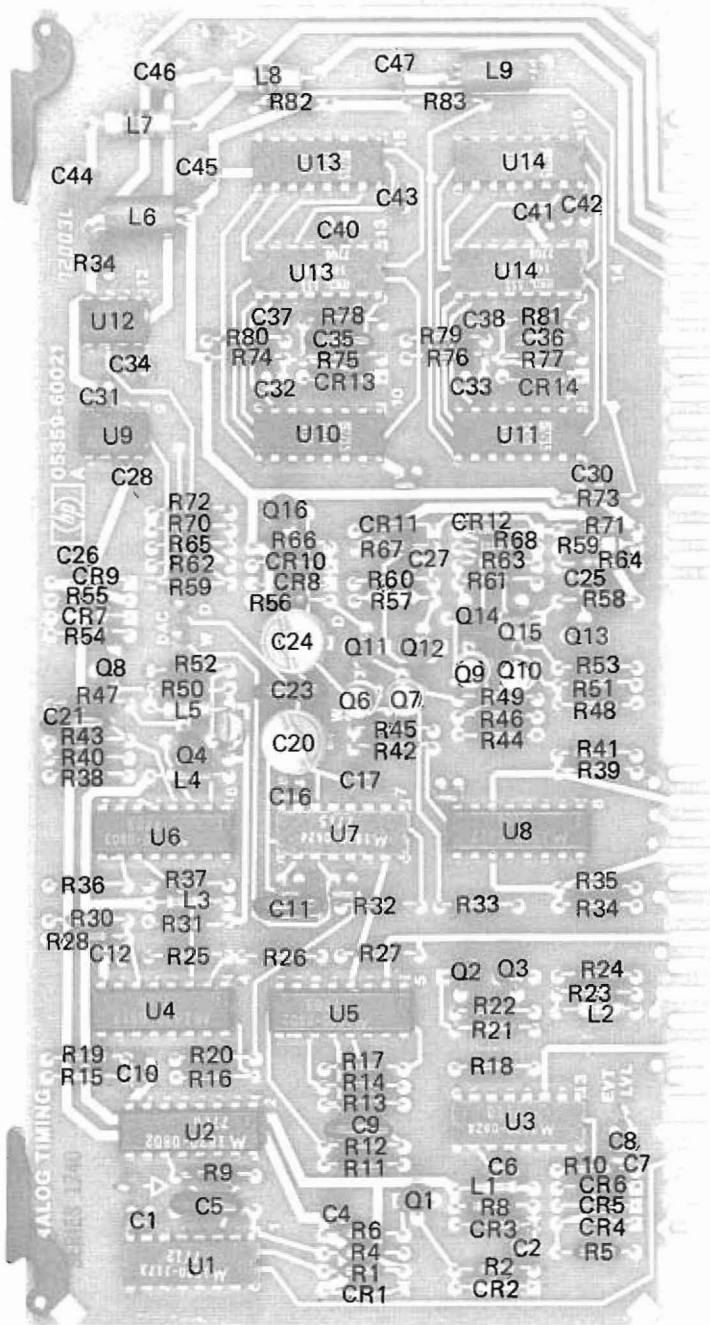 C46 L8 C47 L9
R82 R83
L7
C45 U13 U14
C44
C43 C42
L6 C41
C40
R34 U13 U14
U12 C37 R78 C38 R81
R80 C35 R79 C36
R74 R75 R76 R77
C34
C31 C32 CR13 C33 CR14
U9 U10 U11
05359-60021
hp A
C28 C30
R72 R73
R70 Q16 CR11 CR12 R71
R65 R66 R67 R68 R59
C26 R62 CR10 C27 R63 R64
CR9 R59 CR8 R60 R61 C25
R55 R56 R57 R58
CR7 Q14
R54 DAC C24 Q11 Q12 Q15 Q13
Q8 R52 Q9 Q10 R53
R47 R50 C23 Q6 Q7 R49 R51
C21 L5 R46 R48
R43 C20 R45 R44
R40 Q4 R42 R41
R38 L4 C16 C17 R39
U6 U7 U8
R36 R37 R35
L3 C11 R32 R33 R34
R30 R31
R28
C12 R25 R26 R27 Q2 Q3 R24
R23
U4 U5 R22 L2
R21
R19 R20 R17 R18
R15 C10 R16 R14 EVT
R13 LVL
U2 C9 U3 C8
R12
R9 R11 C6 R10 C7
L1 CR6
C1 C5 C4 Q1 R8 CR5
R6 CR3 CR4
U1 R4 C2 R5
R1 R2
CR1 CR2
ALOG TIMING